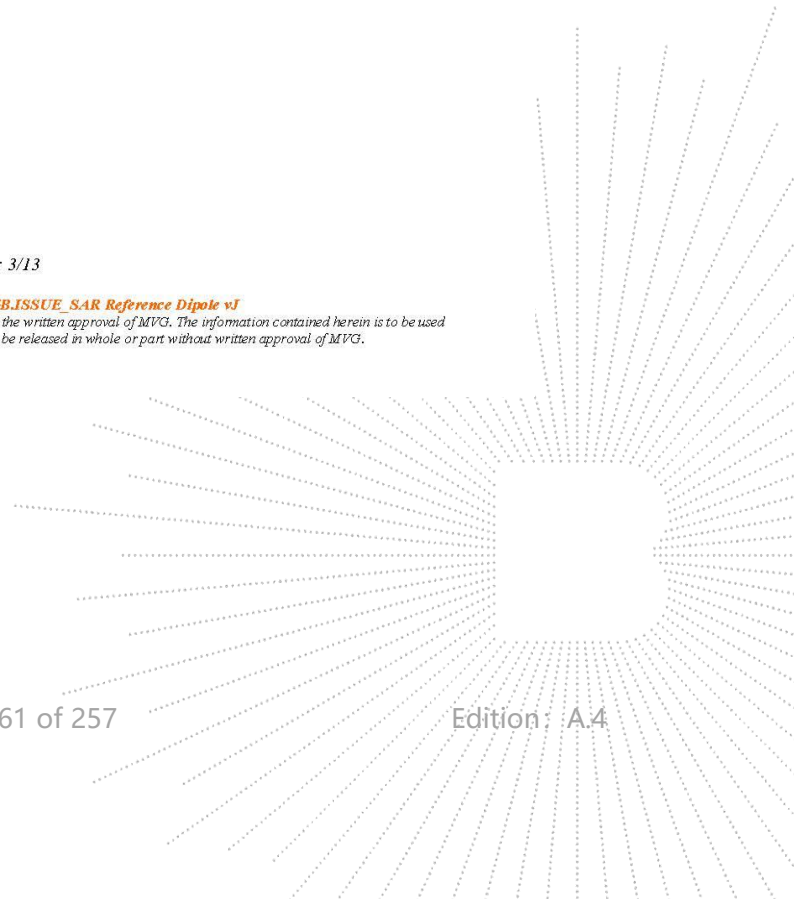 : 3/13
B.ISSUE_SAR Reference Dipole vJ
the written approval of MVG. The information contained herein is to be used
be released in whole or part without written approval of MVG.
61 of 257
Edition: A.4